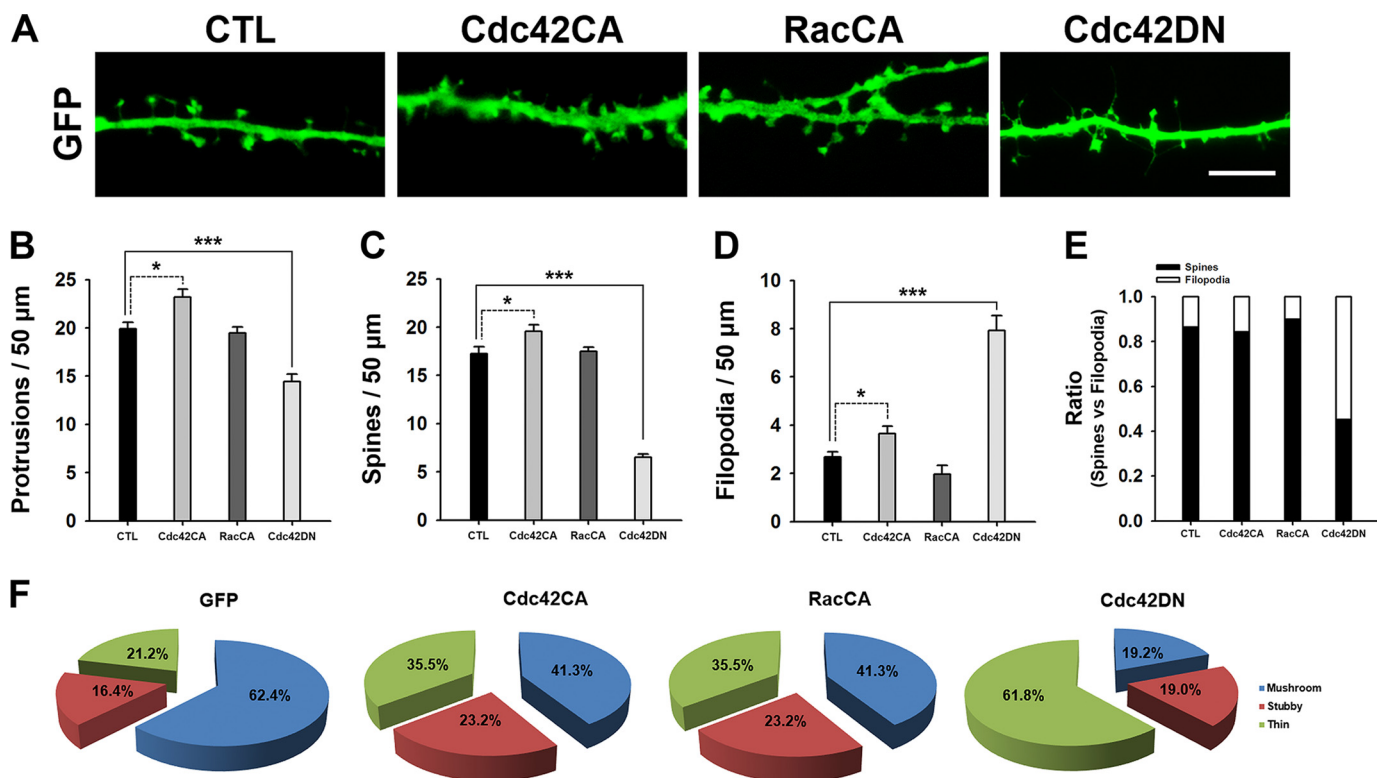 A
CTL
Cdc42CA
RacCA
Cdc42DN
GFP
B
Protrusions / 50 µm
25
20
15
10
5
0
***
*
CTL
Cdc42CA
RacCA
Cdc42DN
C
Spines / 50 µm
25
20
15
10
5
0
***
*
CTL
Cdc42CA
RacCA
Cdc42DN
D
Filopodia / 50 µm
10
8
6
4
2
0
***
*
CTL
Cdc42CA
RacCA
Cdc42DN
E
Spines
Filopodia
Ratio
(Spines vs Filopodia)
1.0
0.8
0.6
0.4
0.2
0.0
CTL
Cdc42CA
RacCA
Cdc42DN
F
GFP
21.2%
16.4%
62.4%
Cdc42CA
35.5%
41.3%
23.2%
RacCA
35.5%
41.3%
23.2%
Cdc42DN
19.2%
61.8%
19.0%
Mushroom
Stubby
Thin